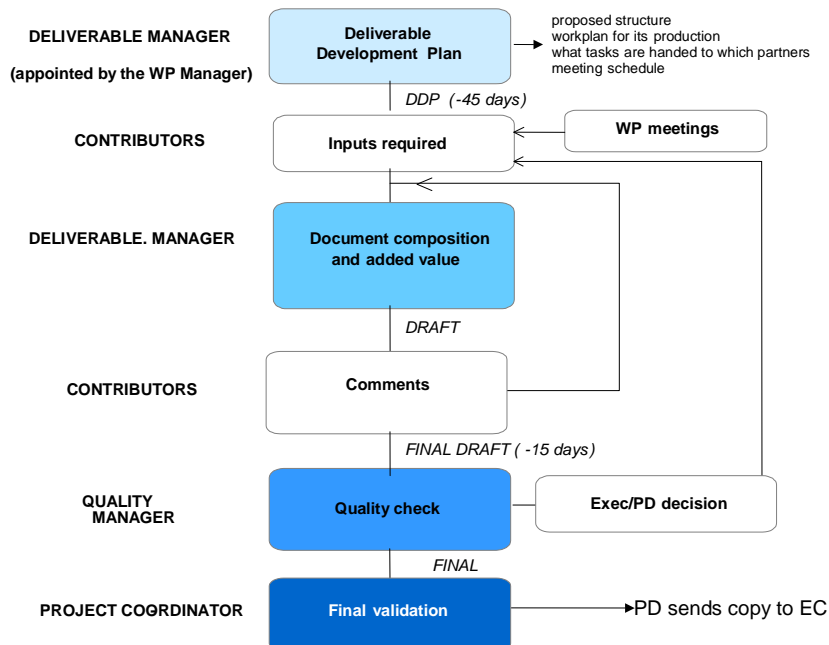 DELIVERABLE MANAGER
(appointed by the WP Manager)
Deliverable
Development Plan
proposed structure
workplan for its production
what tasks are handed to which partners
meeting schedule
DDP (-45 days)
CONTRIBUTORS
Inputs required
WP meetings
DELIVERABLE. MANAGER
Document composition
and added value
DRAFT
CONTRIBUTORS
Comments
FINAL DRAFT ( -15 days)
QUALITY
MANAGER
Quality check
Exec/PD decision
FINAL
PROJECT COORDINATOR
Final validation
PD sends copy to EC